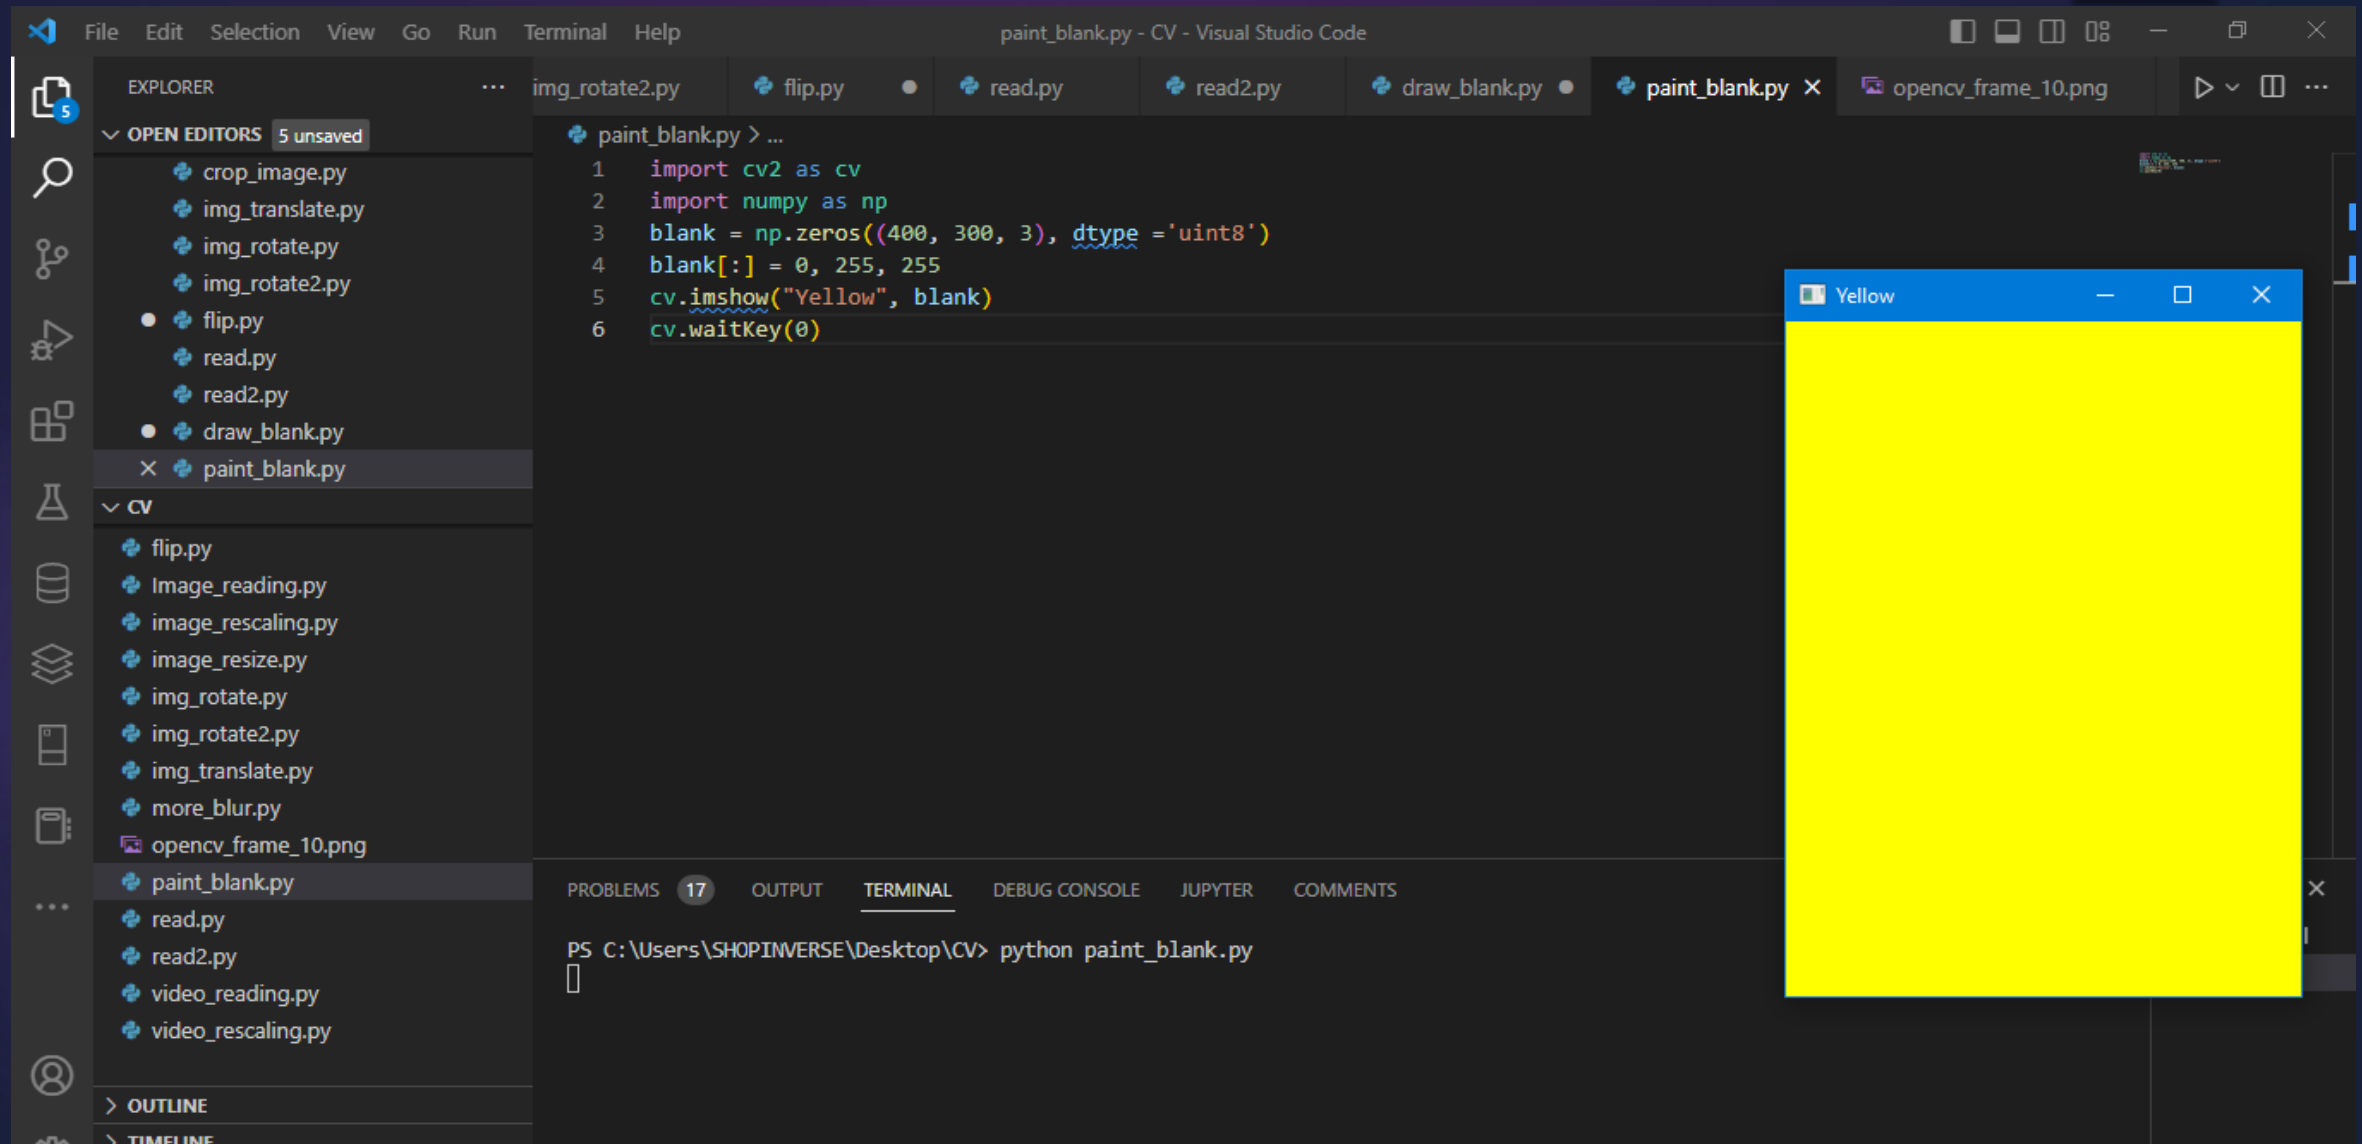 File Edit Selection View Go Run Terminal Help
paint_blank.py - CV - Visual Studio Code
5
EXPLORER
OPEN EDITORS 5 unsaved
crop_image.py
img_translate.py
img_rotate.py
img_rotate2.py
flip.py
read.py
read2.py
draw_blank.py
paint_blank.py
CV
flip.py
Image_reading.py
image_rescaling.py
image_resize.py
img_rotate.py
img_rotate2.py
img_translate.py
more_blur.py
opencv_frame_10.png
paint_blank.py
read.py
read2.py
video_reading.py
video_rescaling.py
OUTLINE
TIMELINE
img_rotate2.py flip.py read.py read2.py draw_blank.py paint_blank.py opencv_frame_10.png
paint_blank.py > ...
1 import cv2 as cv
2 import numpy as np
3 blank = np.zeros((400, 300, 3), dtype ='uint8')
4 blank[:] = 0, 255, 255
5 cv.imshow("Yellow", blank)
6 cv.waitKey(0)
Yellow
PROBLEMS 17 OUTPUT TERMINAL DEBUG CONSOLE JUPYTER COMMENTS
PS C:\Users\SHOPINVERSE\Desktop\CV> python paint_blank.py